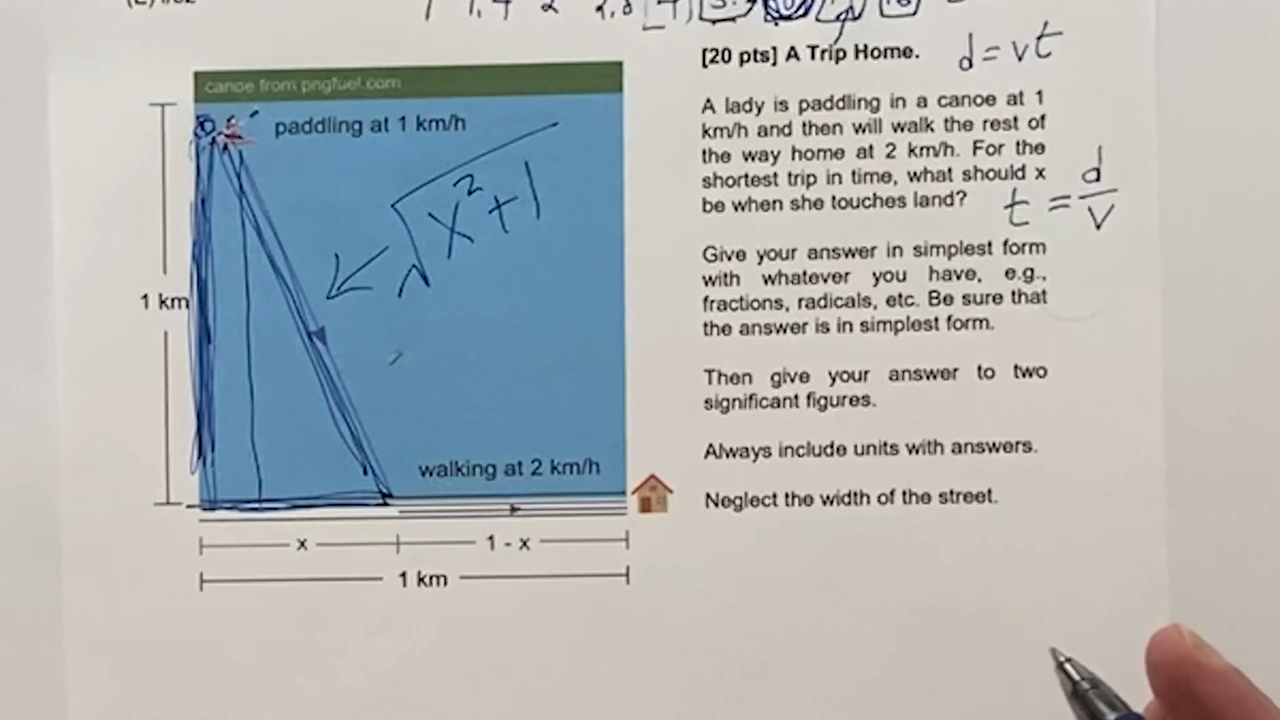 [20 pts] A Trip Home.
d = vt
canoe from pngfuel.com
paddling at 1 km/h
A lady is paddling in a canoe at 1
km/h and then will walk the rest of
the way home at 2 km/h. For the
shortest trip in time, what should x
be when she touches land?
t = d/v
√(x²+1)
Give your answer in simplest form
with whatever you have, e.g.,
fractions, radicals, etc. Be sure that
the answer is in simplest form.
1 km
Then give your answer to two
significant figures.
Always include units with answers.
walking at 2 km/h
Neglect the width of the street.
x
1 - x
1 km